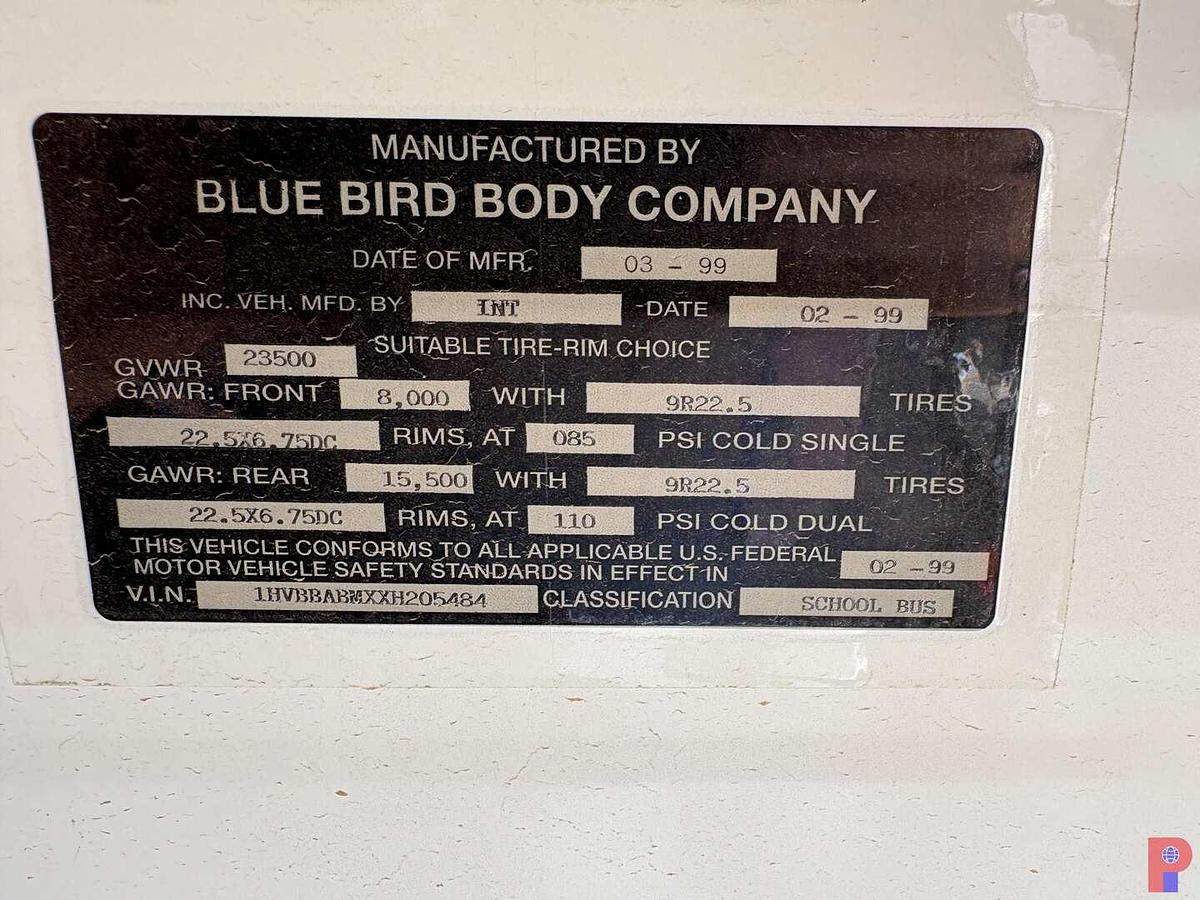 MANUFACTURED BY
BLUE BIRD BODY COMPANY
DATE OF MFR. 03 - 99
INC. VEH. MFD. BY INT DATE 02 - 99
SUITABLE TIRE-RIM CHOICE
GVWR 23500
GAWR: FRONT 8,000 WITH 9R22.5 TIRES
22.5X6.75DC RIMS, AT 085 PSI COLD SINGLE
GAWR: REAR 15,500 WITH 9R22.5 TIRES
22.5X6.75DC RIMS, AT 110 PSI COLD DUAL
THIS VEHICLE CONFORMS TO ALL APPLICABLE U.S. FEDERAL
MOTOR VEHICLE SAFETY STANDARDS IN EFFECT IN 02 - 99
V.I.N. 1HVBBABMXXH205484 CLASSIFICATION SCHOOL BUS